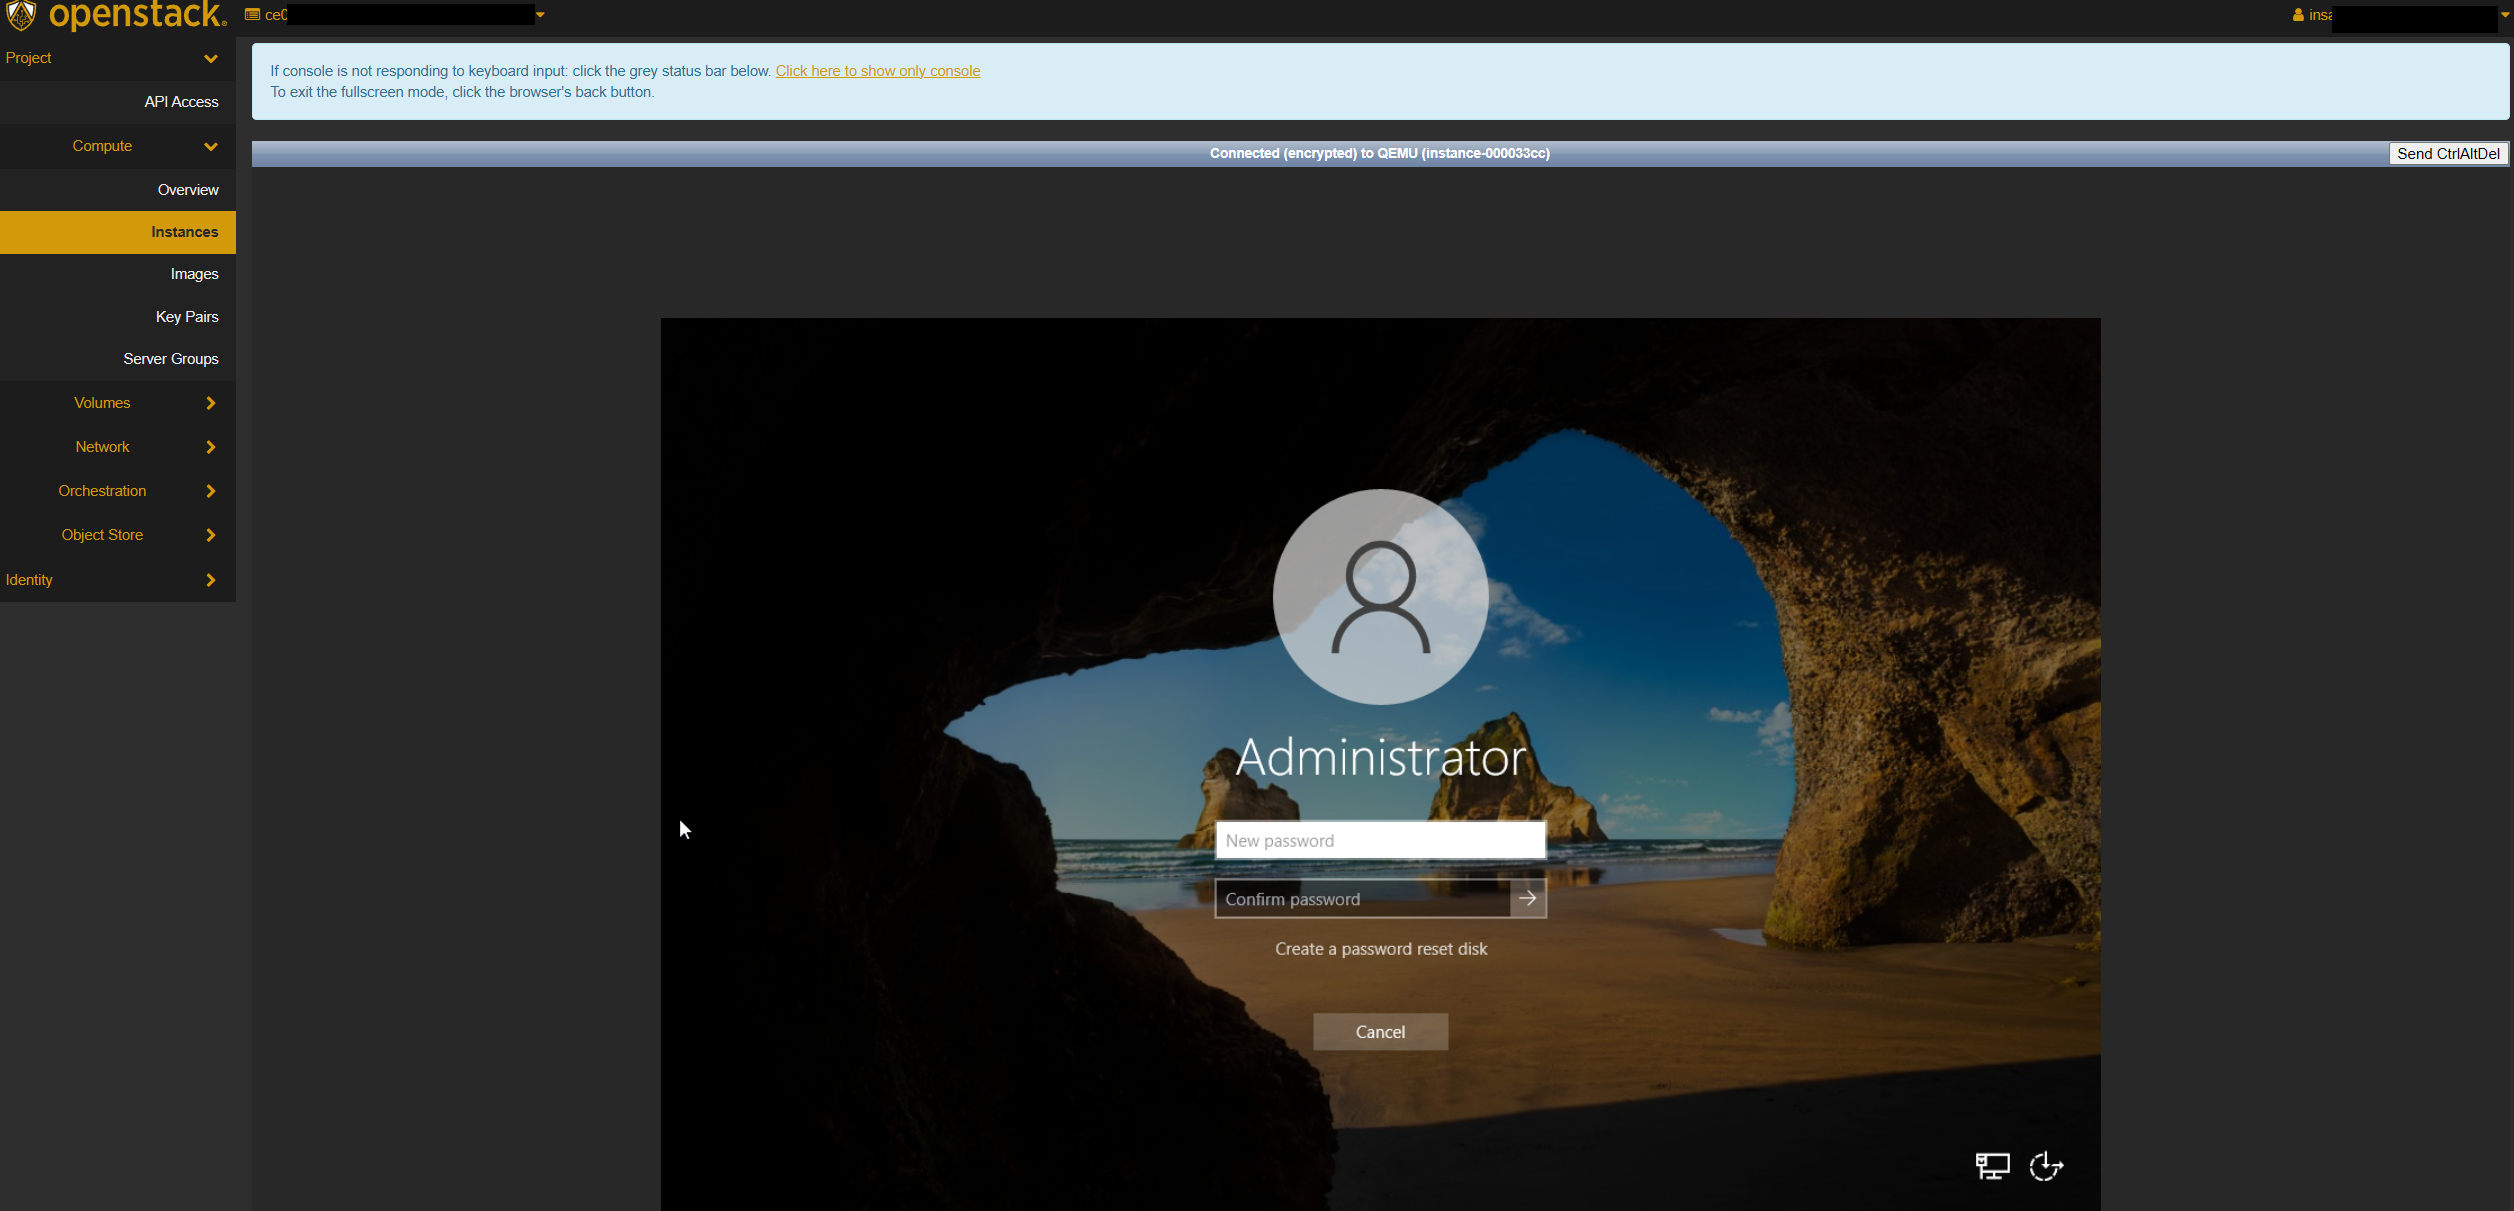 openstack.
ce0
insa
Project
API Access
Compute
Overview
Instances
Images
Key Pairs
Server Groups
Volumes
Network
Orchestration
Object Store
Identity
If console is not responding to keyboard input: click the grey status bar below. Click here to show only console
To exit the fullscreen mode, click the browser's back button.
Connected (encrypted) to QEMU (instance-000033cc)
Send CtrlAltDel
Administrator
New password
Confirm password
Create a password reset disk
Cancel